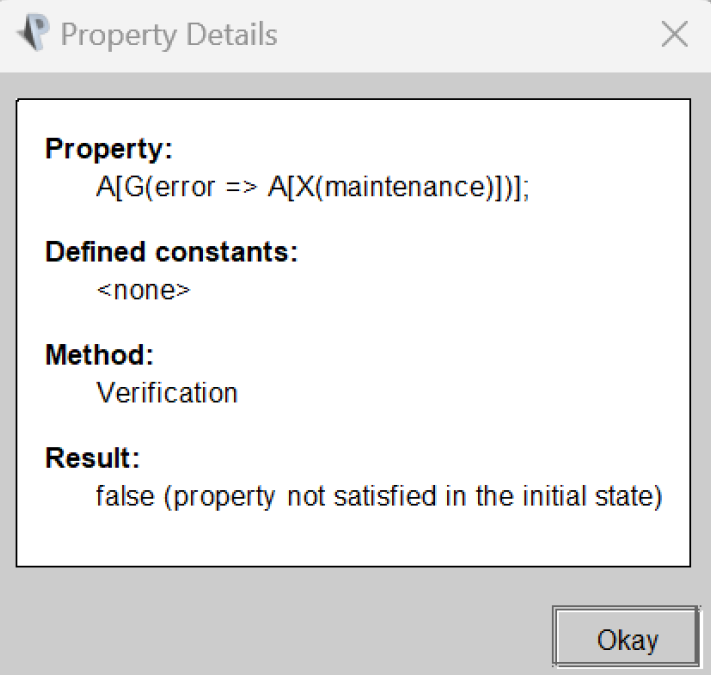 Property Details
Property:
A[G(error => A[X(maintenance)])];
Defined constants:
<none>
Method:
Verification
Result:
false (property not satisfied in the initial state)
Okay